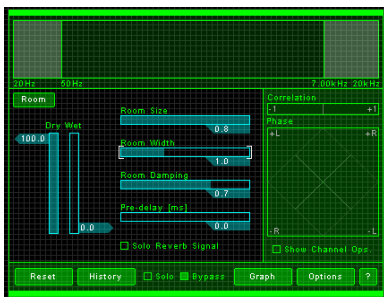 20Hz 50Hz 7.00kHz 20kHz
Room
Correlation
-1 +1
Phase
+L +R
Room Size
0.8
Dry Wet
100.0
Room Width
1.0
Room Damping
0.7
Pre-delay [ms]
0.0
0.0
-R -L
Solo Reverb Signal
Show Channel Ops.
Reset History Solo Bypass Graph Options ?